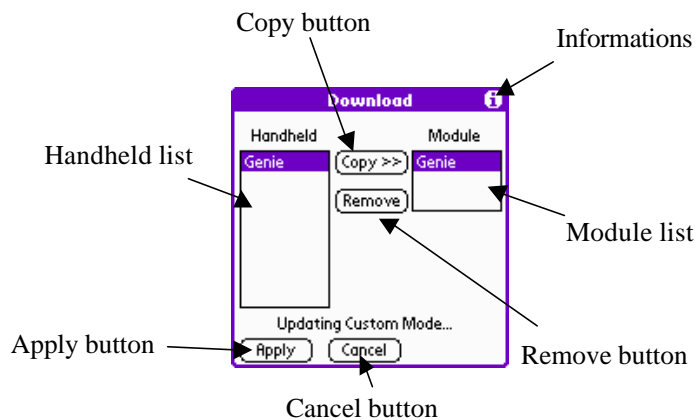 Copy button
Informations
Download
i
Handheld
Module
Handheld list
Genie
Copy >>
Genie
Remove
Module list
Updating Custom Mode...
Apply button
Apply
Cancel
Remove button
Cancel button